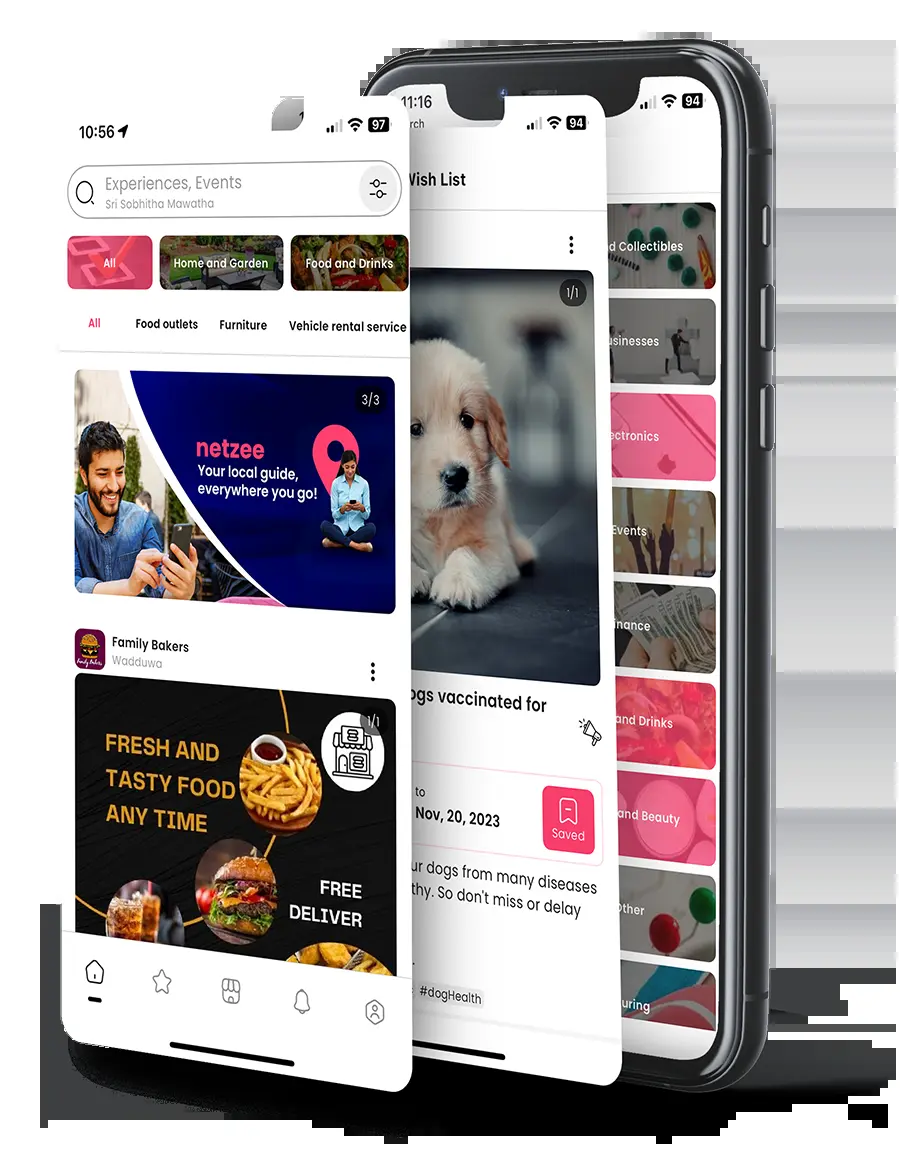 10:56
97
Experiences, Events
Sri Sobhitha Mawatha
All
Home and Garden
Food and Drinks
All
Food outlets
Furniture
Vehicle rental service
3/3
netzee
Your local guide,
everywhere you go!
Family Bakers
Wadduwa
1/1
FRESH AND
TASTY FOOD
ANY TIME
FREE
DELIVER
94
Wish List
1/1
ogs vaccinated for
to
Nov, 20, 2023
Saved
ur dogs from many diseases
thy. So don't miss or delay
#dogHealth
11:16
94
rch
d Collectibles
usinesses
ectronics
Events
inance
and Drinks
and Beauty
Other
uring